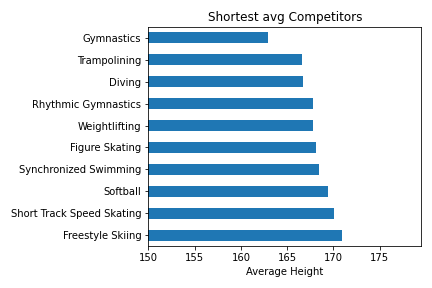 Shortest avg Competitors
Gymnastics
Trampolining
Diving
Rhythmic Gymnastics
Weightlifting
Figure Skating
Synchronized Swimming
Softball
Short Track Speed Skating
Freestyle Skiing
150 155 160 165 170 175
Average Height